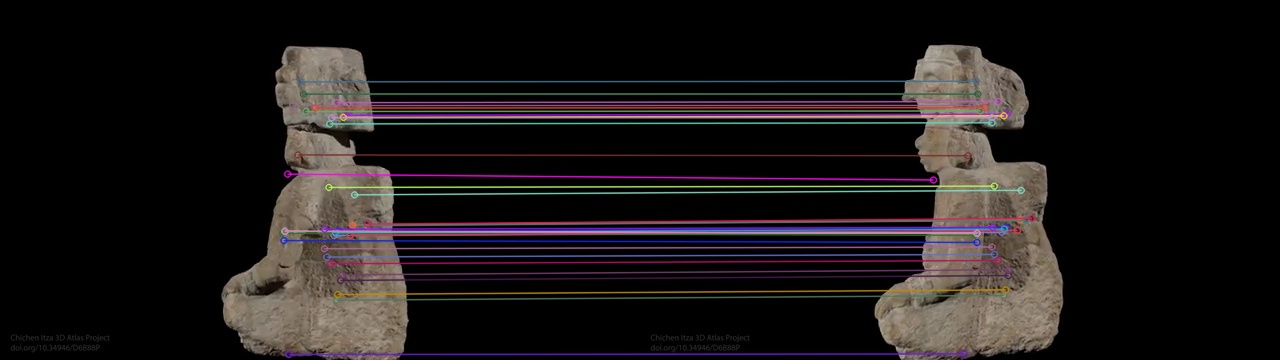 Chichen Itza 3D Atlas Project
doi.org/10.34946/D6B88P
Chichen Itza 3D Atlas Project
doi.org/10.34946/D6B88P